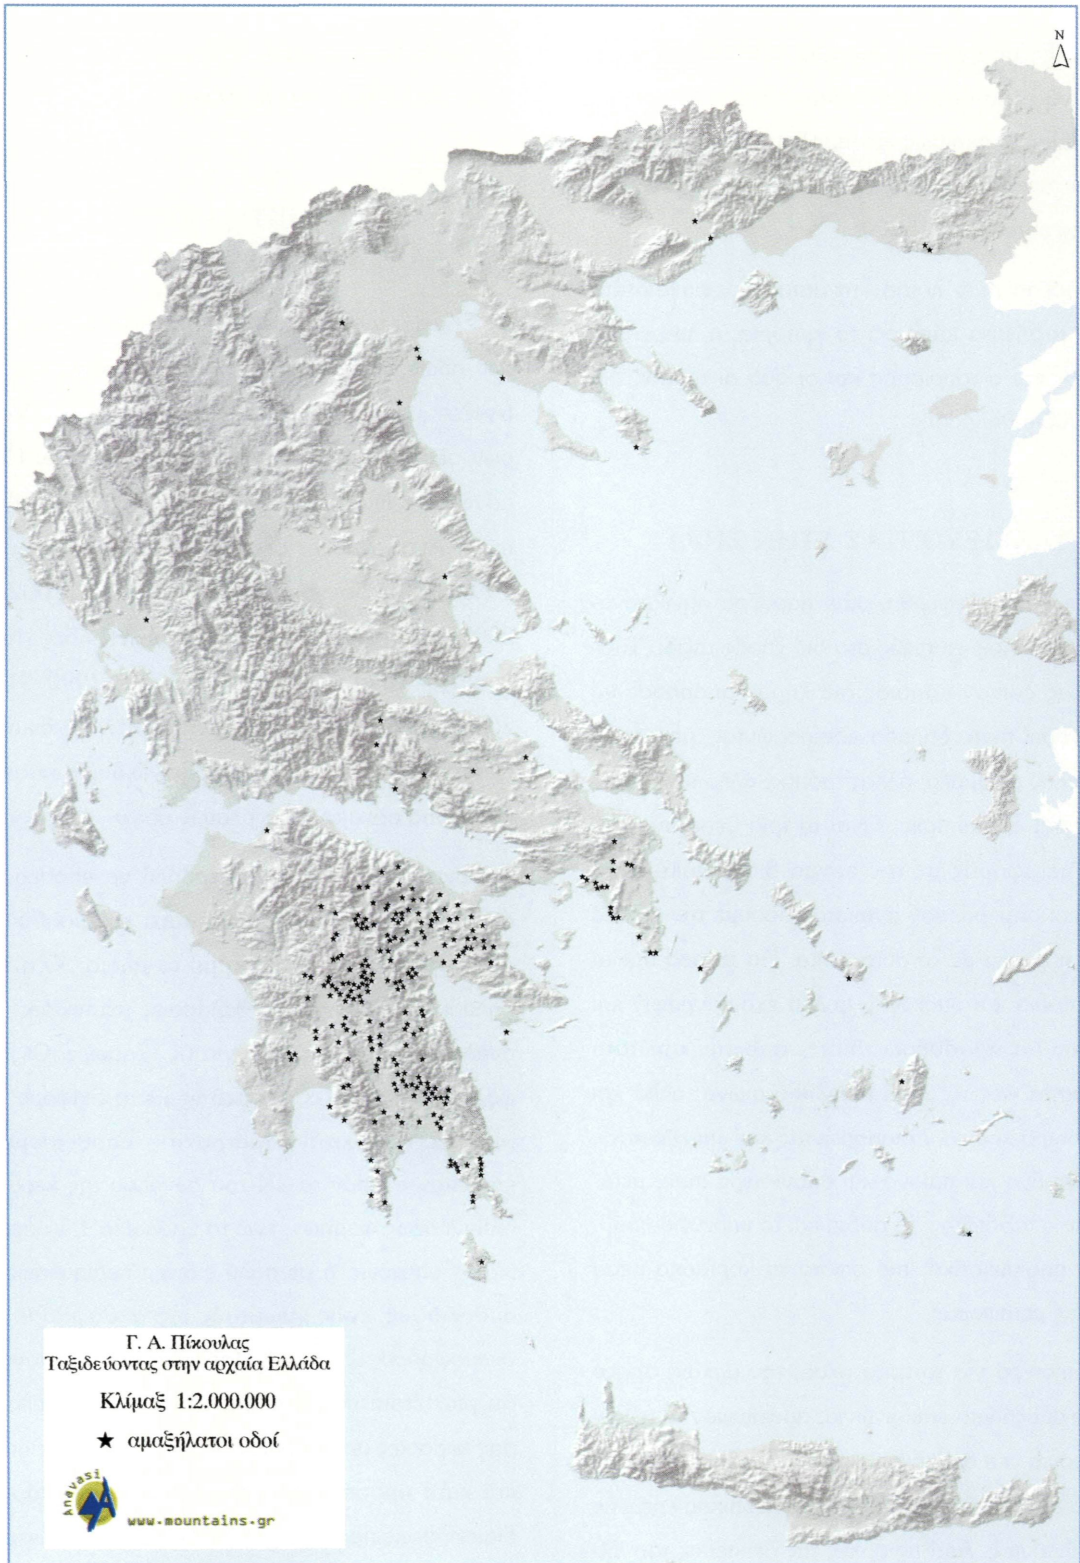 N
Γ. Α. Πίκουλας
Ταξιδεύοντας στην αρχαία Ελλάδα
Κλίμαξ 1:2.000.000
★ αμαξήλατοι οδοί
Anavasi
www.mountains.gr